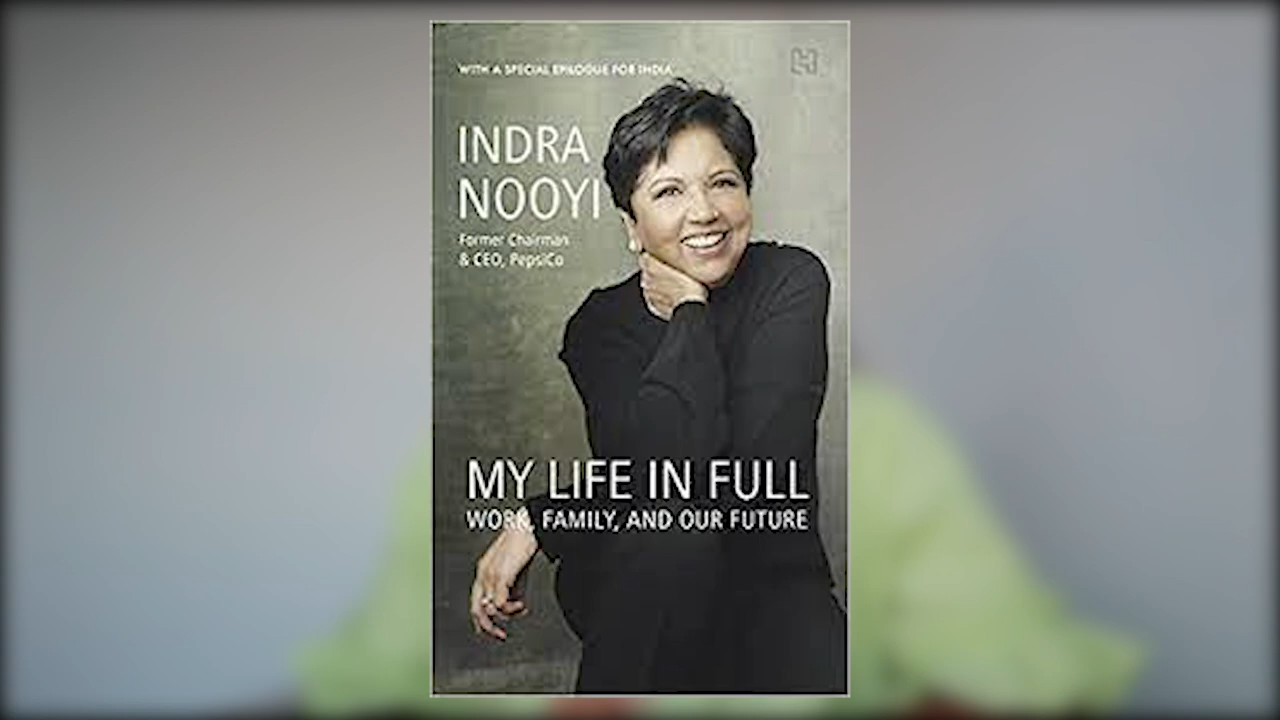 WITH A SPECIAL EPILOGUE FOR INDIA
INDRA
NOOYI
Former Chairman
& CEO, PepsiCo
MY LIFE IN FULL
WORK, FAMILY, AND OUR FUTURE